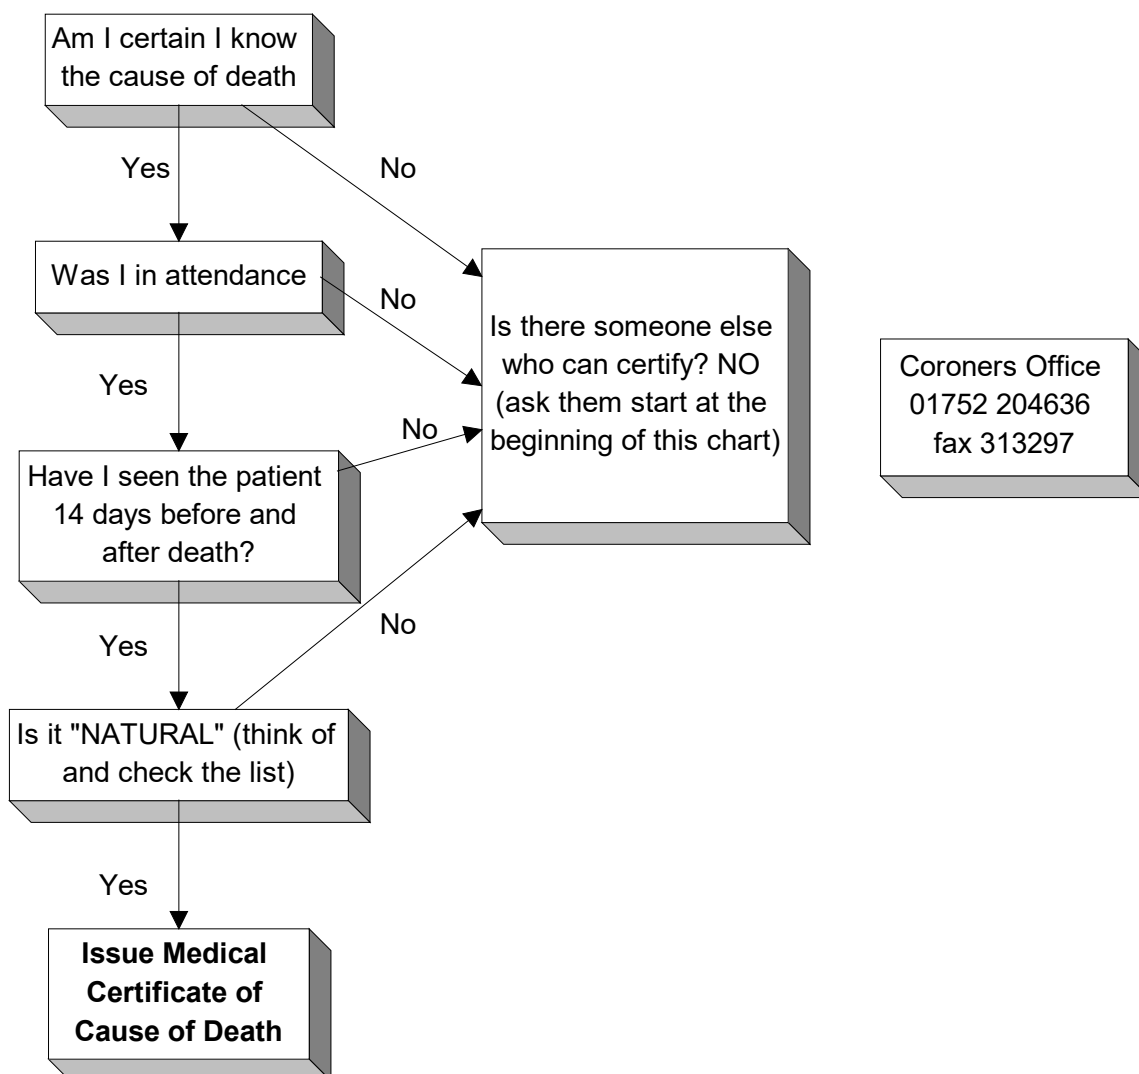 Am I certain I know
the cause of death
Yes
No
Was I in attendance
No
Yes
Is there someone else
who can certify? NO
(ask them start at the
beginning of this chart)
Coroners Office
01752 204636
fax 313297
No
Have I seen the patient
14 days before and
after death?
Yes
No
Is it "NATURAL" (think of
and check the list)
Yes
Issue Medical
Certificate of
Cause of Death